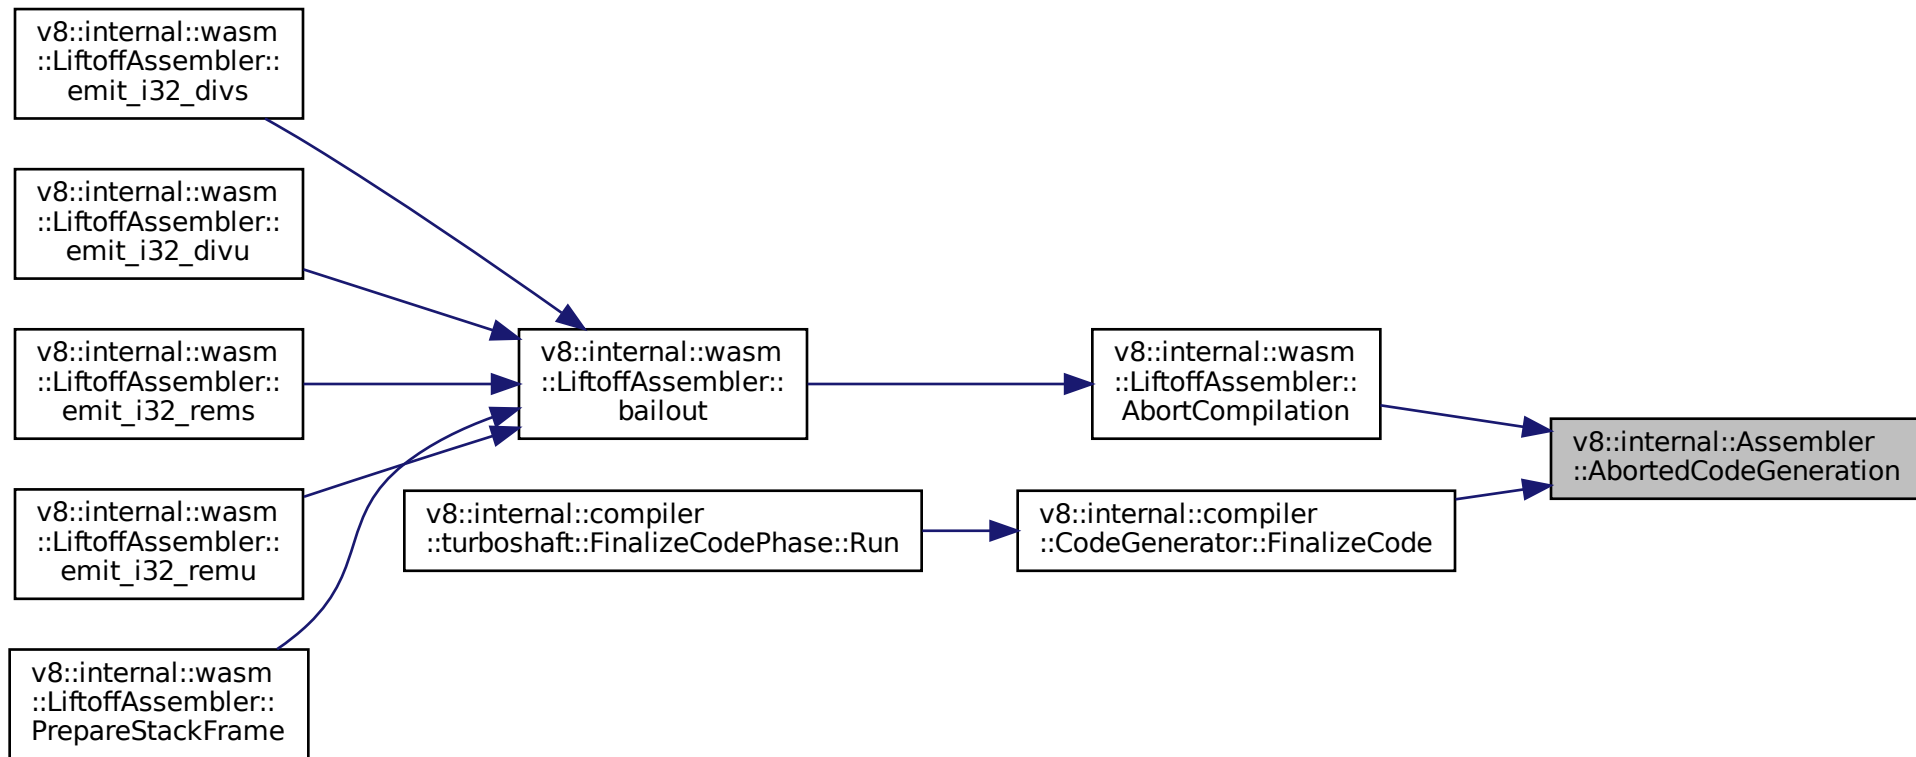 v8::internal::wasm
::LiftoffAssembler::
emit_i32_divs
v8::internal::wasm
::LiftoffAssembler::
emit_i32_divu
v8::internal::wasm
::LiftoffAssembler::
emit_i32_rems
v8::internal::wasm
::LiftoffAssembler::
emit_i32_remu
v8::internal::wasm
::LiftoffAssembler::
PrepareStackFrame
v8::internal::wasm
::LiftoffAssembler::
bailout
v8::internal::compiler
::turboshaft::FinalizeCodePhase::Run
v8::internal::wasm
::LiftoffAssembler::
AbortCompilation
v8::internal::compiler
::CodeGenerator::FinalizeCode
v8::internal::Assembler
::AbortedCodeGeneration